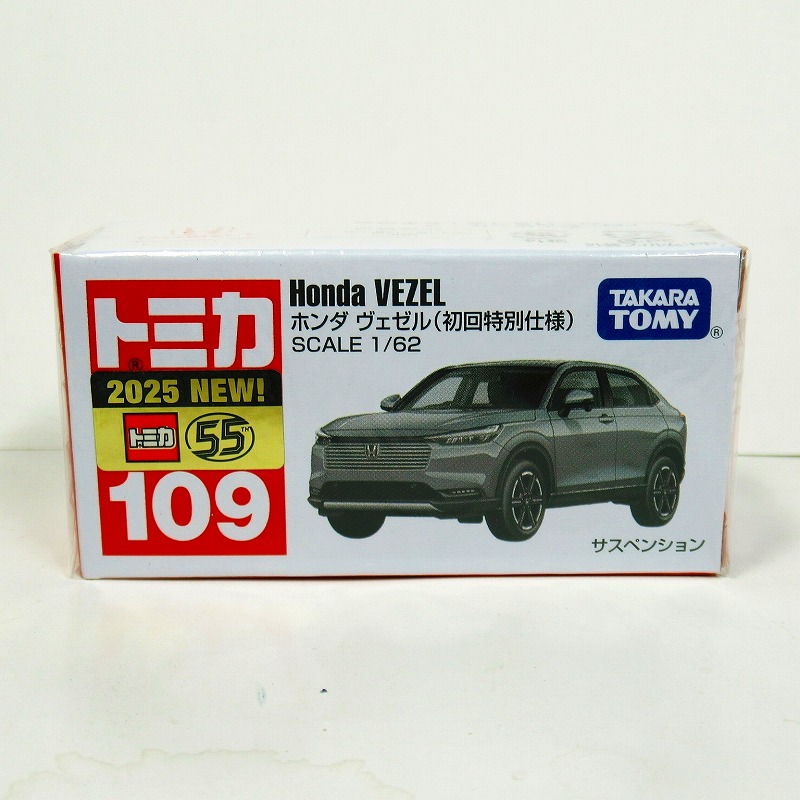 Honda VEZEL
ホンダ ヴェゼル(初回特別仕様)
SCALE 1/62
トミカ®
2025 NEW!
トミカ 55TH
109
TAKARA
TOMY®
サスペンション